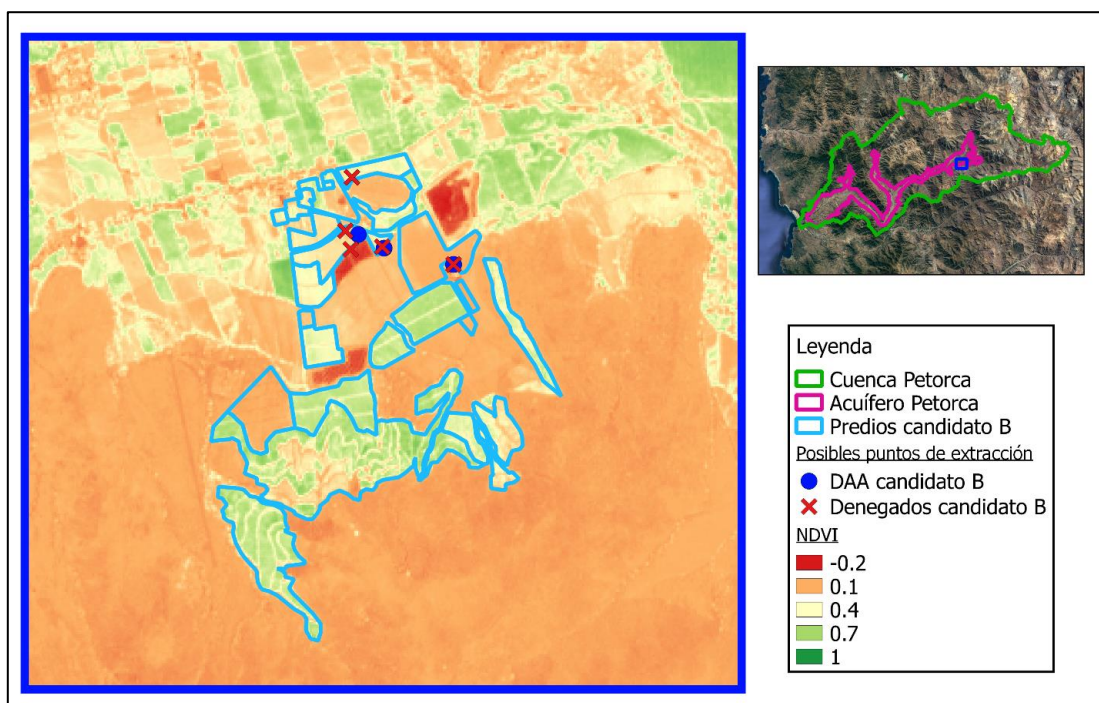 Leyenda
Cuenca Petorca
Acuífero Petorca
Predios candidato B
Posibles puntos de extracción
DAA candidato B
Denegados candidato B
NDVI
-0.2
0.1
0.4
0.7
1